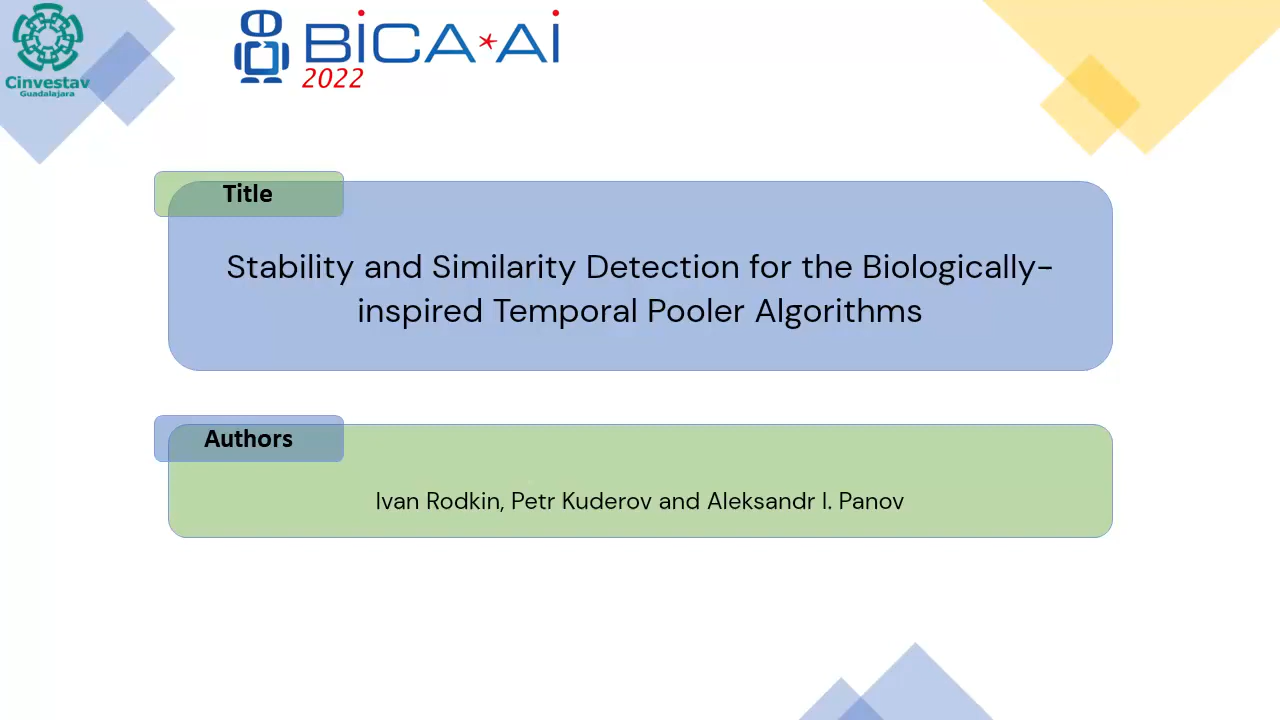 Cinvestav
Guadalajara
BiCA*Ai
2022
Title
Stability and Similarity Detection for the Biologically-
inspired Temporal Pooler Algorithms
Authors
Ivan Rodkin, Petr Kuderov and Aleksandr I. Panov